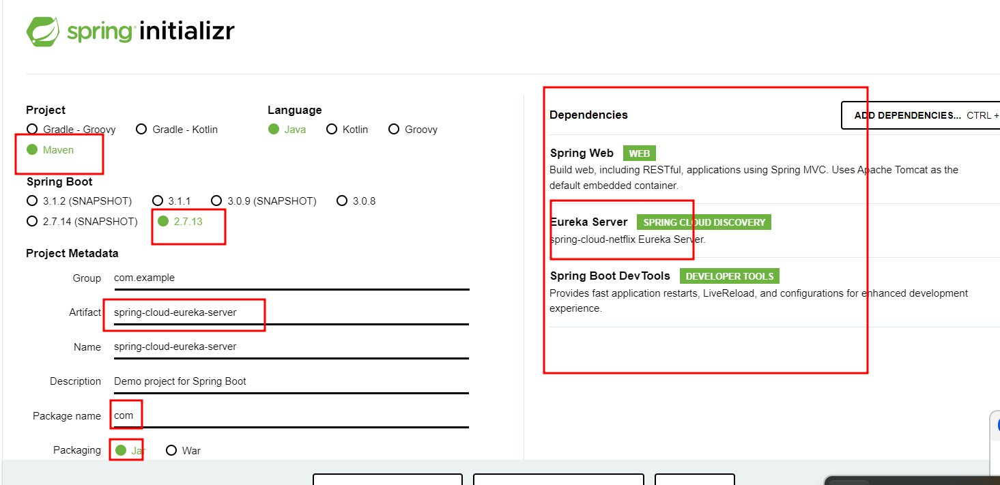 spring initializr
Project
Gradle - Groovy Gradle - Kotlin
Maven
Language
Java Kotlin Groovy
Spring Boot
3.1.2 (SNAPSHOT) 3.1.1 3.0.9 (SNAPSHOT) 3.0.8
2.7.14 (SNAPSHOT) 2.7.13
Project Metadata
Group com.example
Artifact spring-cloud-eureka-server
Name spring-cloud-eureka-server
Description Demo project for Spring Boot
Package name com
Packaging Jar War
Dependencies ADD DEPENDENCIES... CTRL +
Spring Web WEB
Build web, including RESTful, applications using Spring MVC. Uses Apache Tomcat as the
default embedded container.
Eureka Server SPRING CLOUD DISCOVERY
spring-cloud-netflix Eureka Server.
Spring Boot DevTools DEVELOPER TOOLS
Provides fast application restarts, LiveReload, and configurations for enhanced development
experience.